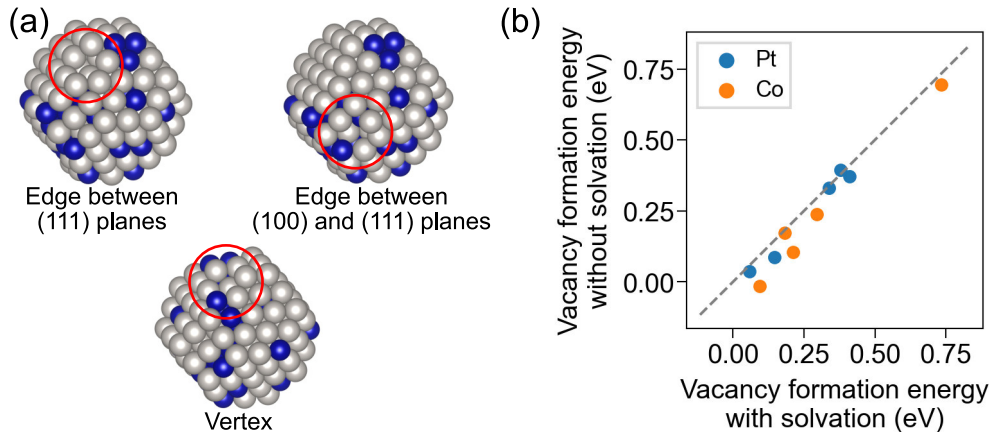 (a)
Edge between
(111) planes
Edge between
(100) and (111) planes
Vertex
(b)
Vacancy formation energy
without solvation (eV)
0.75
0.50
0.25
0.00
Pt
Co
0.00 0.25 0.50 0.75
Vacancy formation energy
with solvation (eV)